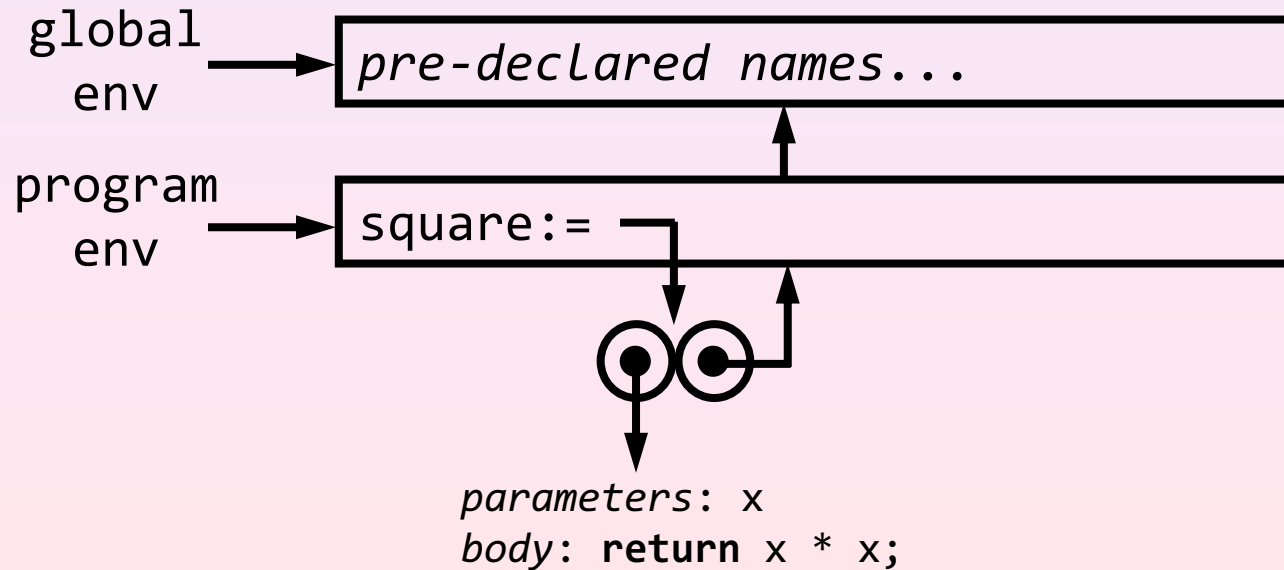 global
env
pre-declared names...
program
env
square:=
parameters: x
body: return x * x;